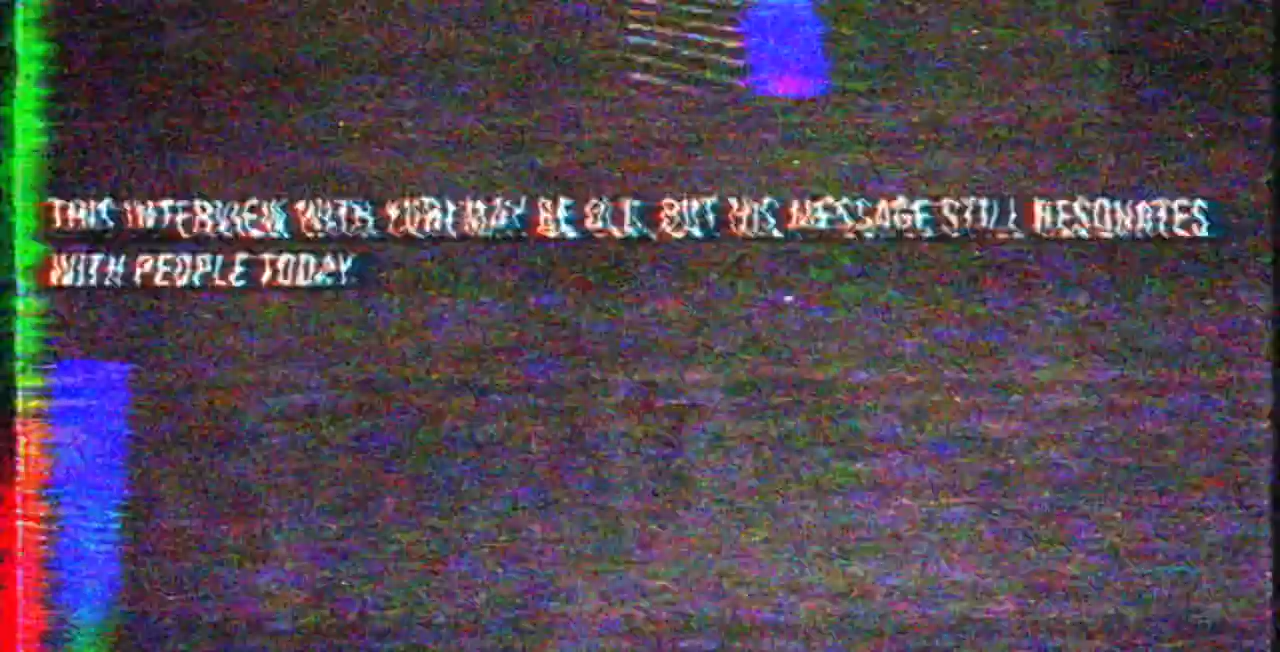 THIS INTERVIEW WITH YURI MAY BE OLD, BUT HIS MESSAGE STILL RESONATES
WITH PEOPLE TODAY.